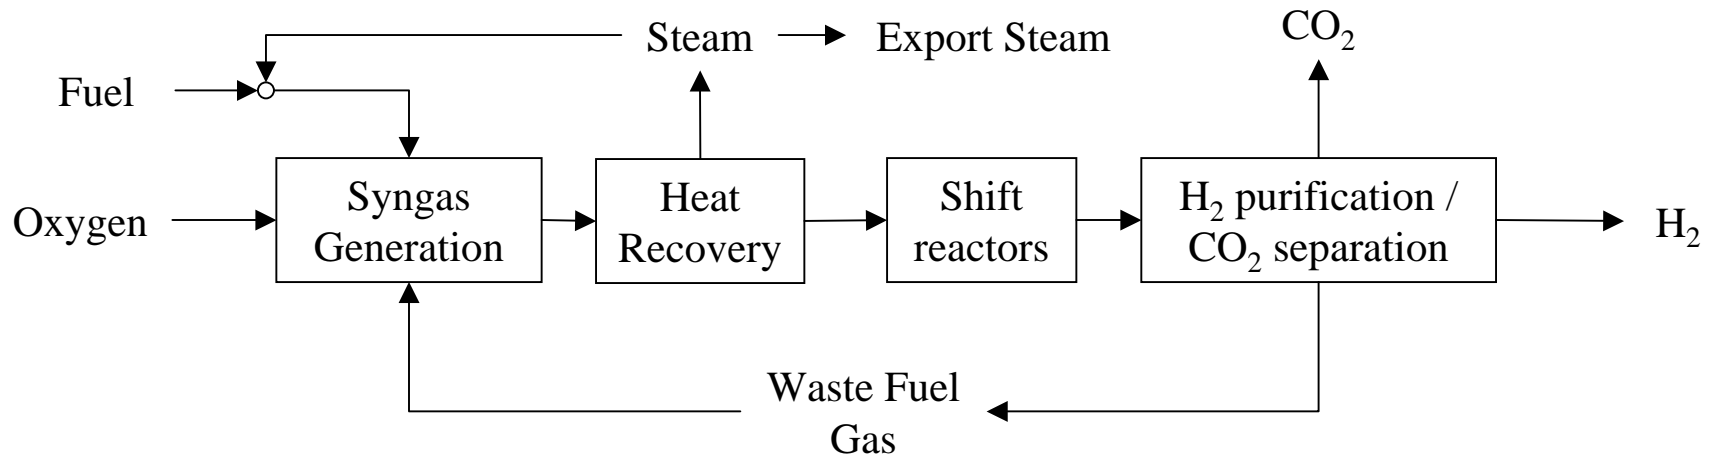 CO₂
Steam
Export Steam
Fuel
Oxygen
Syngas
Generation
Heat
Recovery
Shift
reactors
H₂ purification /
CO₂ separation
H₂
Waste Fuel
Gas